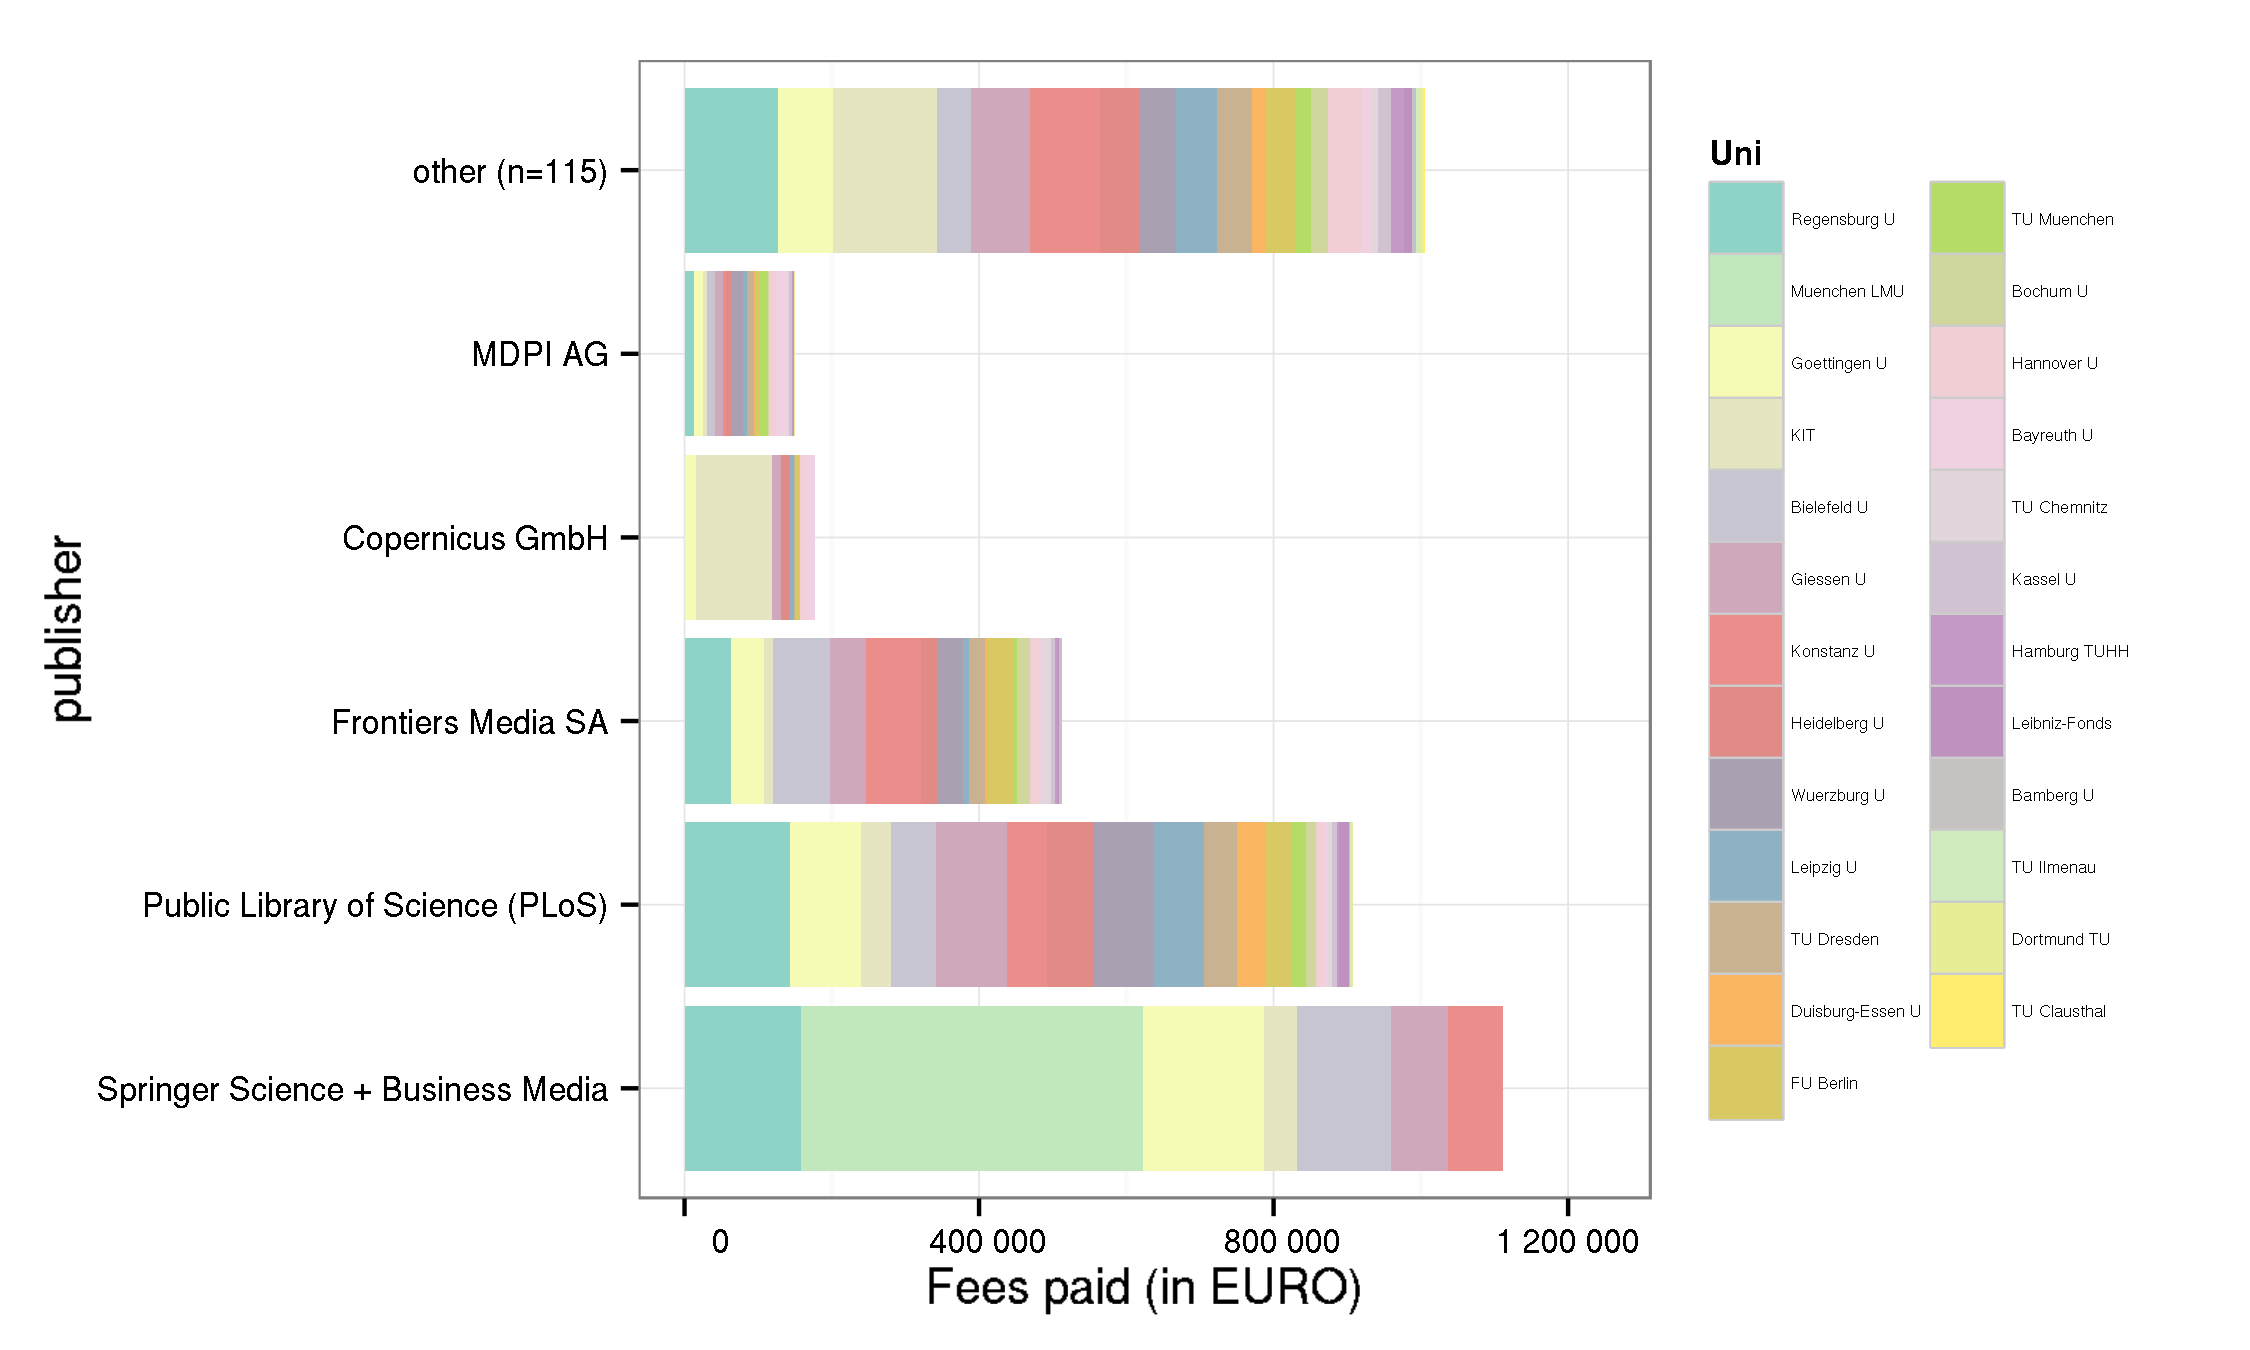 other (n=115)
MDPI AG
Copernicus GmbH
Frontiers Media SA
Public Library of Science (PLoS)
Springer Science + Business Media
publisher
0
400 000
800 000
1 200 000
Fees paid (in EURO)
Uni
Regensburg U
Muenchen LMU
Goettingen U
KIT
Bielefeld U
Giessen U
Konstanz U
Heidelberg U
Wuerzburg U
Leipzig U
TU Dresden
Duisburg-Essen U
FU Berlin
TU Muenchen
Bochum U
Hannover U
Bayreuth U
TU Chemnitz
Kassel U
Hamburg TUHH
Leibniz-Fonds
Bamberg U
TU Ilmenau
Dortmund TU
TU Clausthal